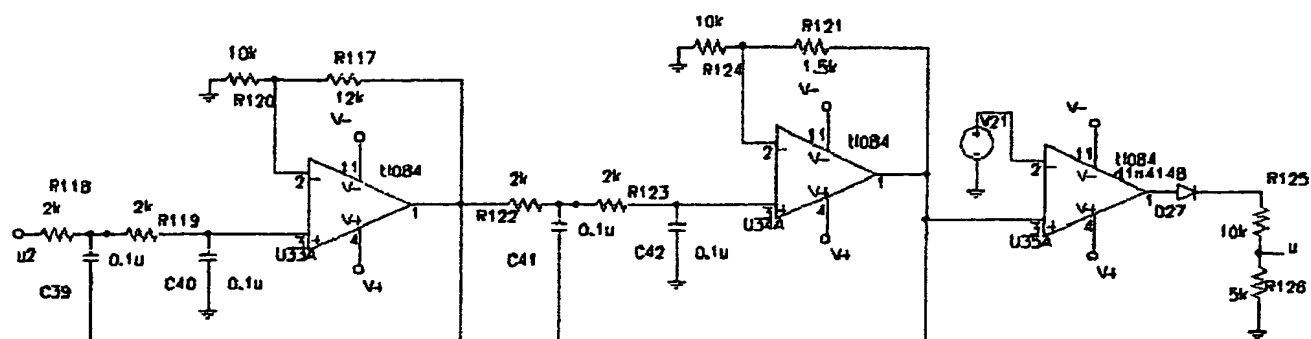 10k
R117
R120
12k
V-
11
tl084
2
V-
R118
2k
2k
R119
1
V+
4
3
U33A
u2
0.1u
C39
C40
0.1u
V+
10k
R121
R124
1.5k
V-
11
tl084
2
V-
2k
2k
R123
1
R122
V+
4
3
U34A
0.1u
C41
C42
0.1u
V+
V21
V-
11
tl084
2
V-
d1n4148
R125
1
D27
V+
4
3
U35A
10k
u
V+
5k
R126